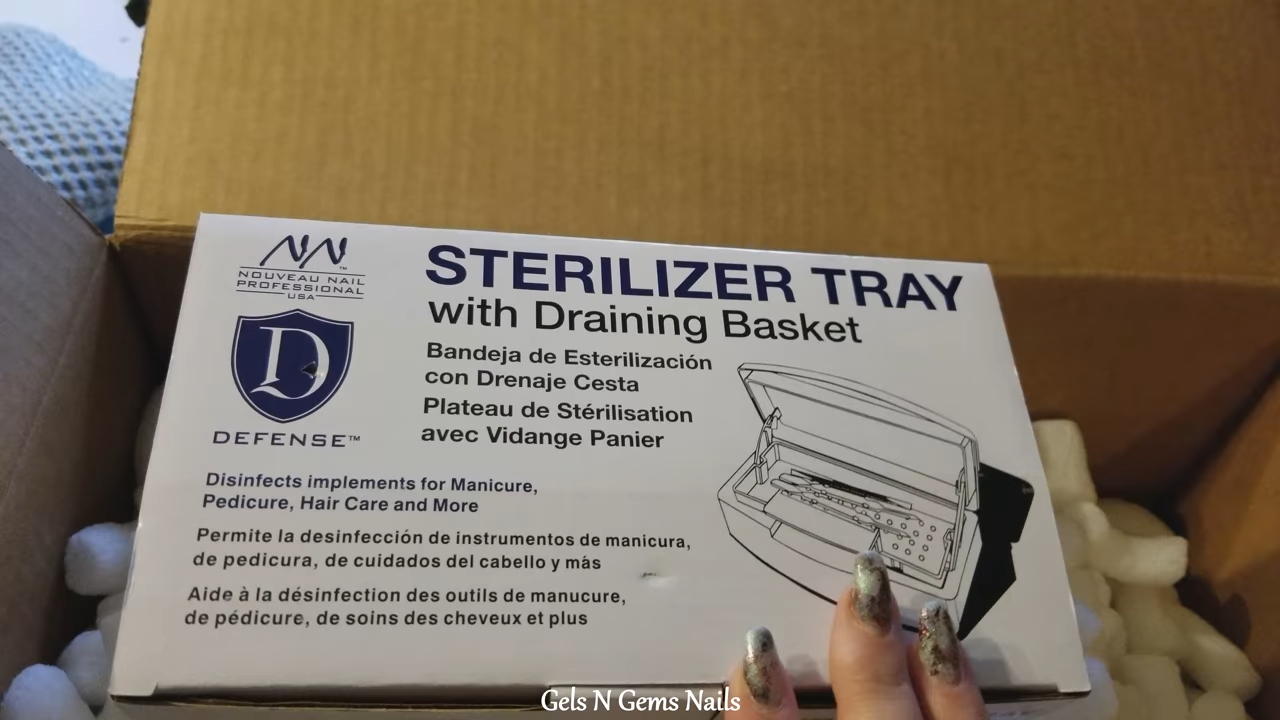 NN™
NOUVEAU NAIL
PROFESSIONAL
USA
D
DEFENSE™
STERILIZER TRAY
with Draining Basket
Bandeja de Esterilización
con Drenaje Cesta
Plateau de Stérilisation
avec Vidange Panier
Disinfects implements for Manicure,
Pedicure, Hair Care and More
Permite la desinfección de instrumentos de manicura,
de pedicura, de cuidados del cabello y más
Aide à la désinfection des outils de manucure,
de pédicure, de soins des cheveux et plus
Gels N Gems Nails